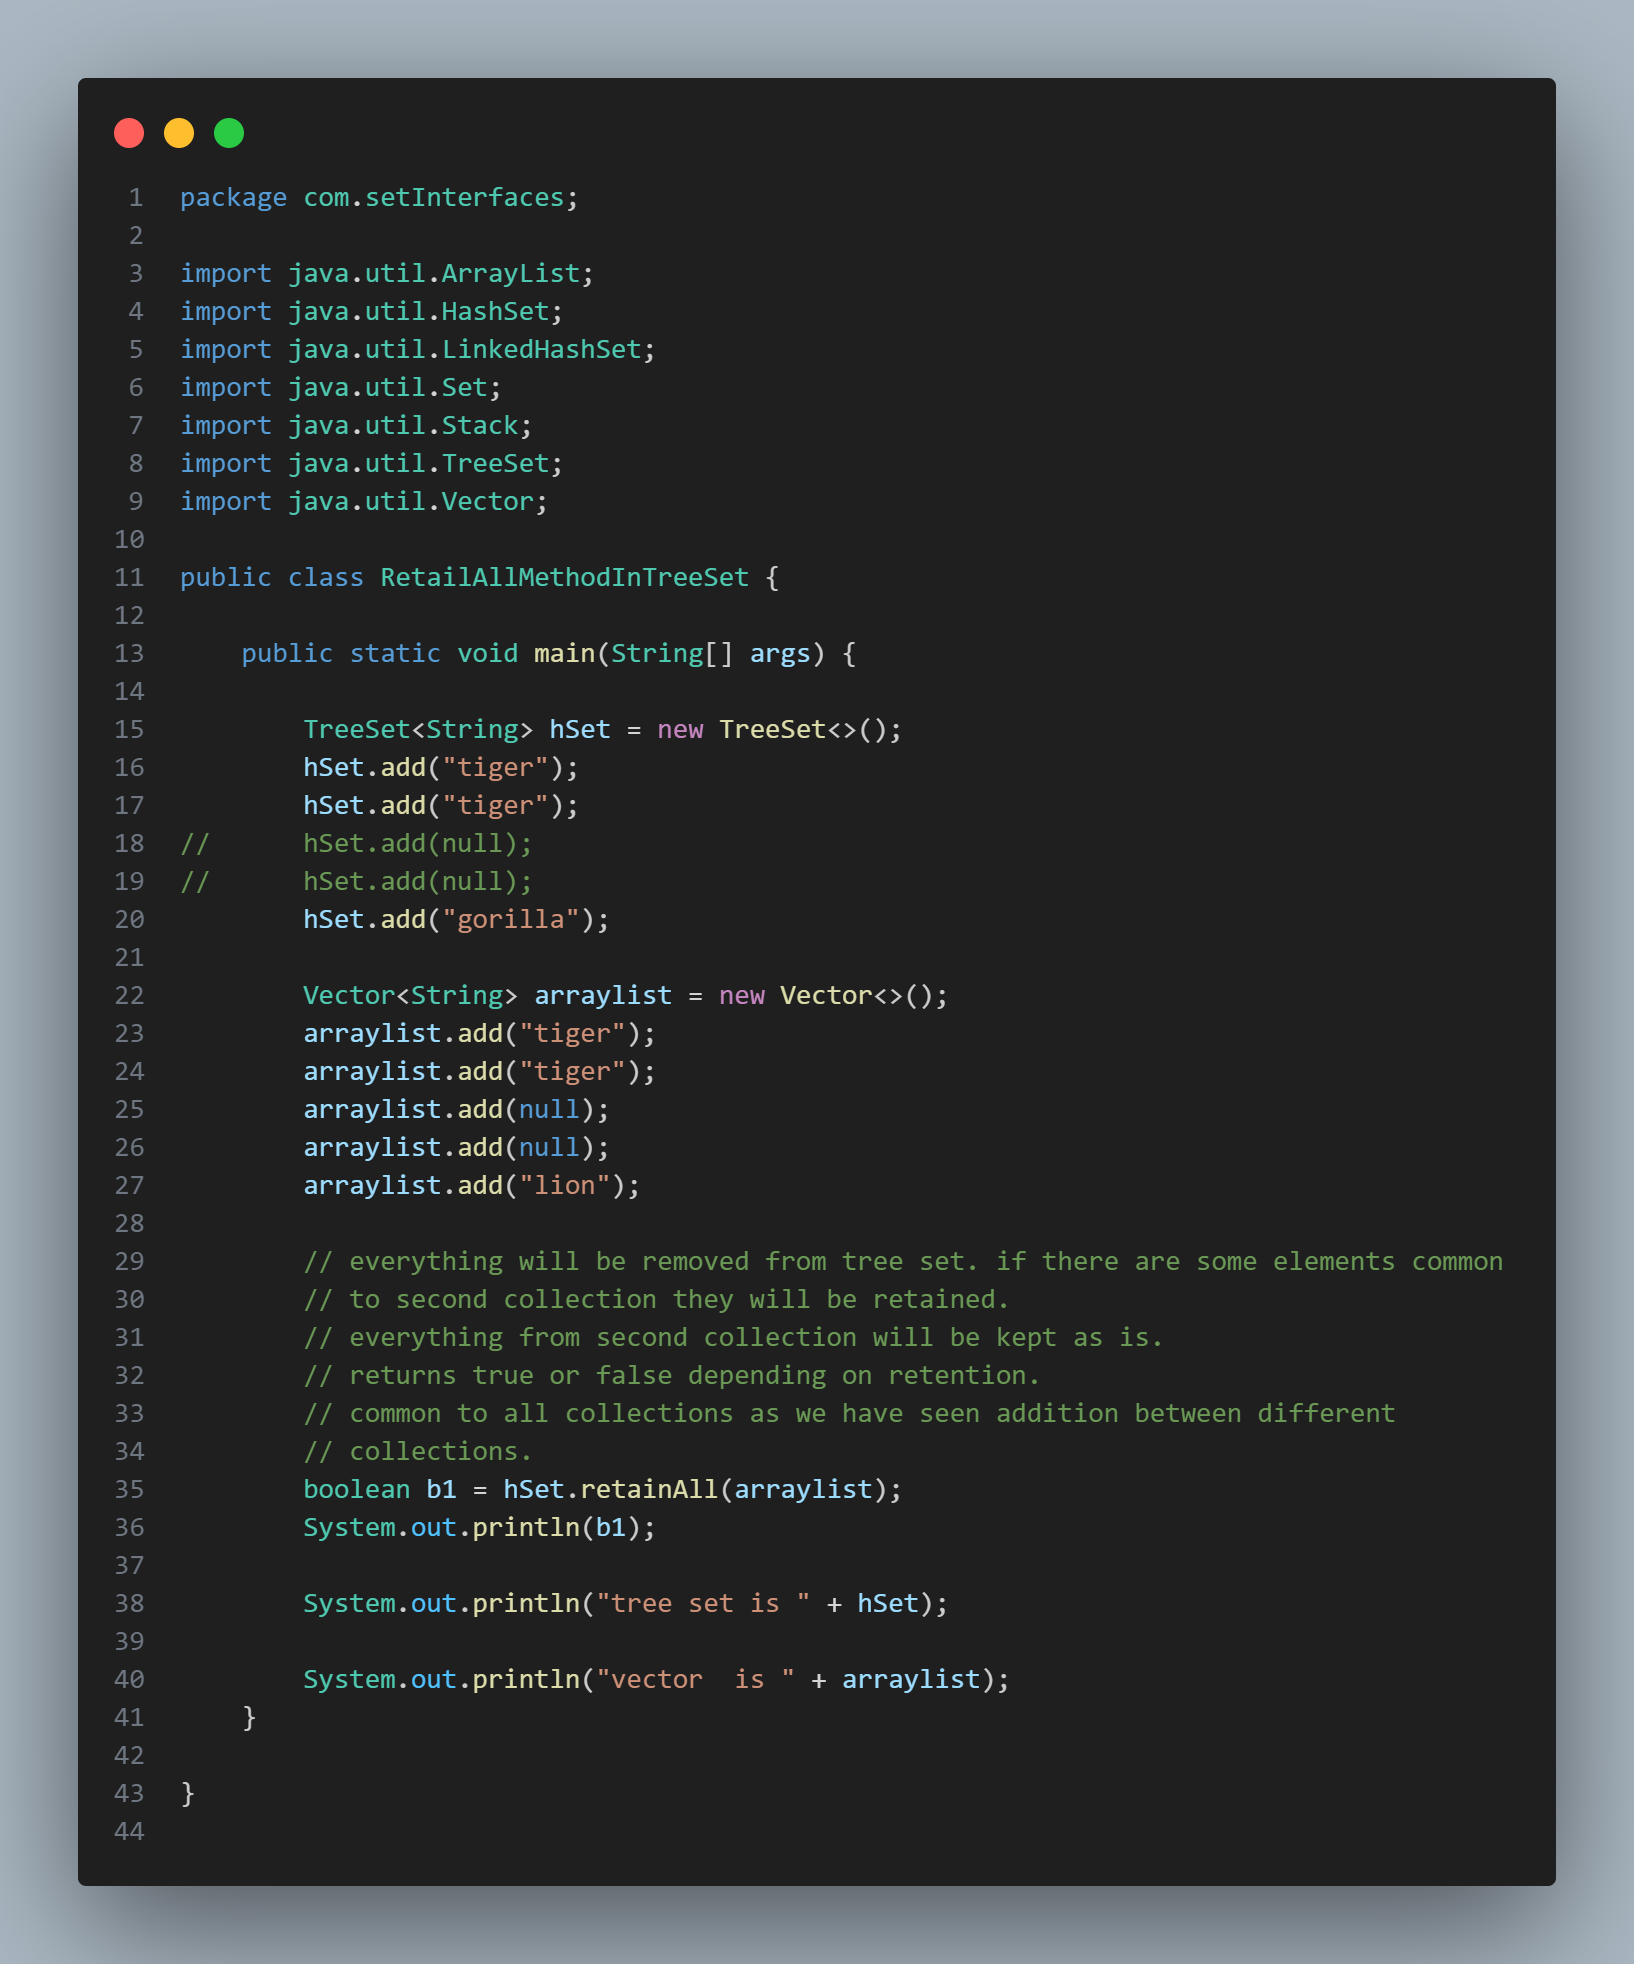 1 package com.setInterfaces;
2
3 import java.util.ArrayList;
4 import java.util.HashSet;
5 import java.util.LinkedHashSet;
6 import java.util.Set;
7 import java.util.Stack;
8 import java.util.TreeSet;
9 import java.util.Vector;
10
11 public class RetailAllMethodInTreeSet {
12
13     public static void main(String[] args) {
14
15         TreeSet<String> hSet = new TreeSet<>();
16         hSet.add("tiger");
17         hSet.add("tiger");
18 //      hSet.add(null);
19 //      hSet.add(null);
20         hSet.add("gorilla");
21
22         Vector<String> arraylist = new Vector<>();
23         arraylist.add("tiger");
24         arraylist.add("tiger");
25         arraylist.add(null);
26         arraylist.add(null);
27         arraylist.add("lion");
28
29         // everything will be removed from tree set. if there are some elements common
30         // to second collection they will be retained.
31         // everything from second collection will be kept as is.
32         // returns true or false depending on retention.
33         // common to all collections as we have seen addition between different
34         // collections.
35         boolean b1 = hSet.retainAll(arraylist);
36         System.out.println(b1);
37
38         System.out.println("tree set is " + hSet);
39
40         System.out.println("vector  is " + arraylist);
41     }
42
43 }
44